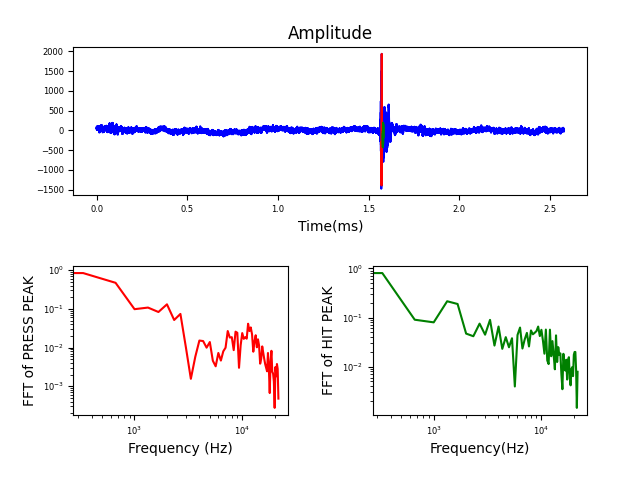 Amplitude
2000
1500
1000
500
0
−500
−1000
−1500
0.0 0.5 1.0 1.5 2.0 2.5
Time(ms)
FFT of PRESS PEAK
10⁰
10⁻¹
10⁻²
10⁻³
10³ 10⁴
Frequency (Hz)
FFT of HIT PEAK
10⁰
10⁻¹
10⁻²
10³ 10⁴
Frequency(Hz)